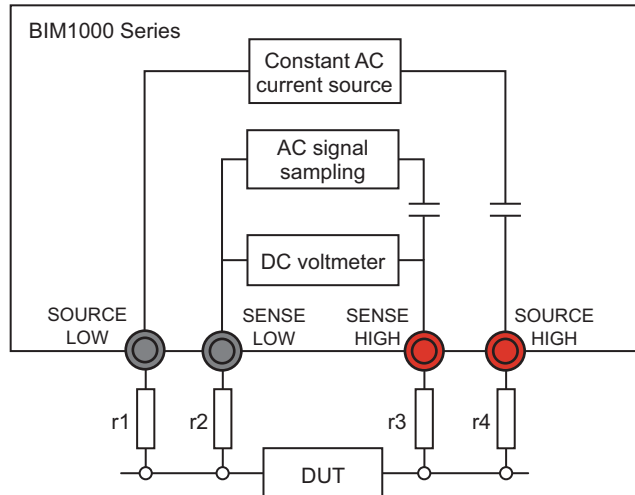 BIM1000 Series
Constant AC
current source
AC signal
sampling
DC voltmeter
SOURCE
LOW
SENSE
LOW
SENSE
HIGH
SOURCE
HIGH
r1
r2
r3
r4
DUT